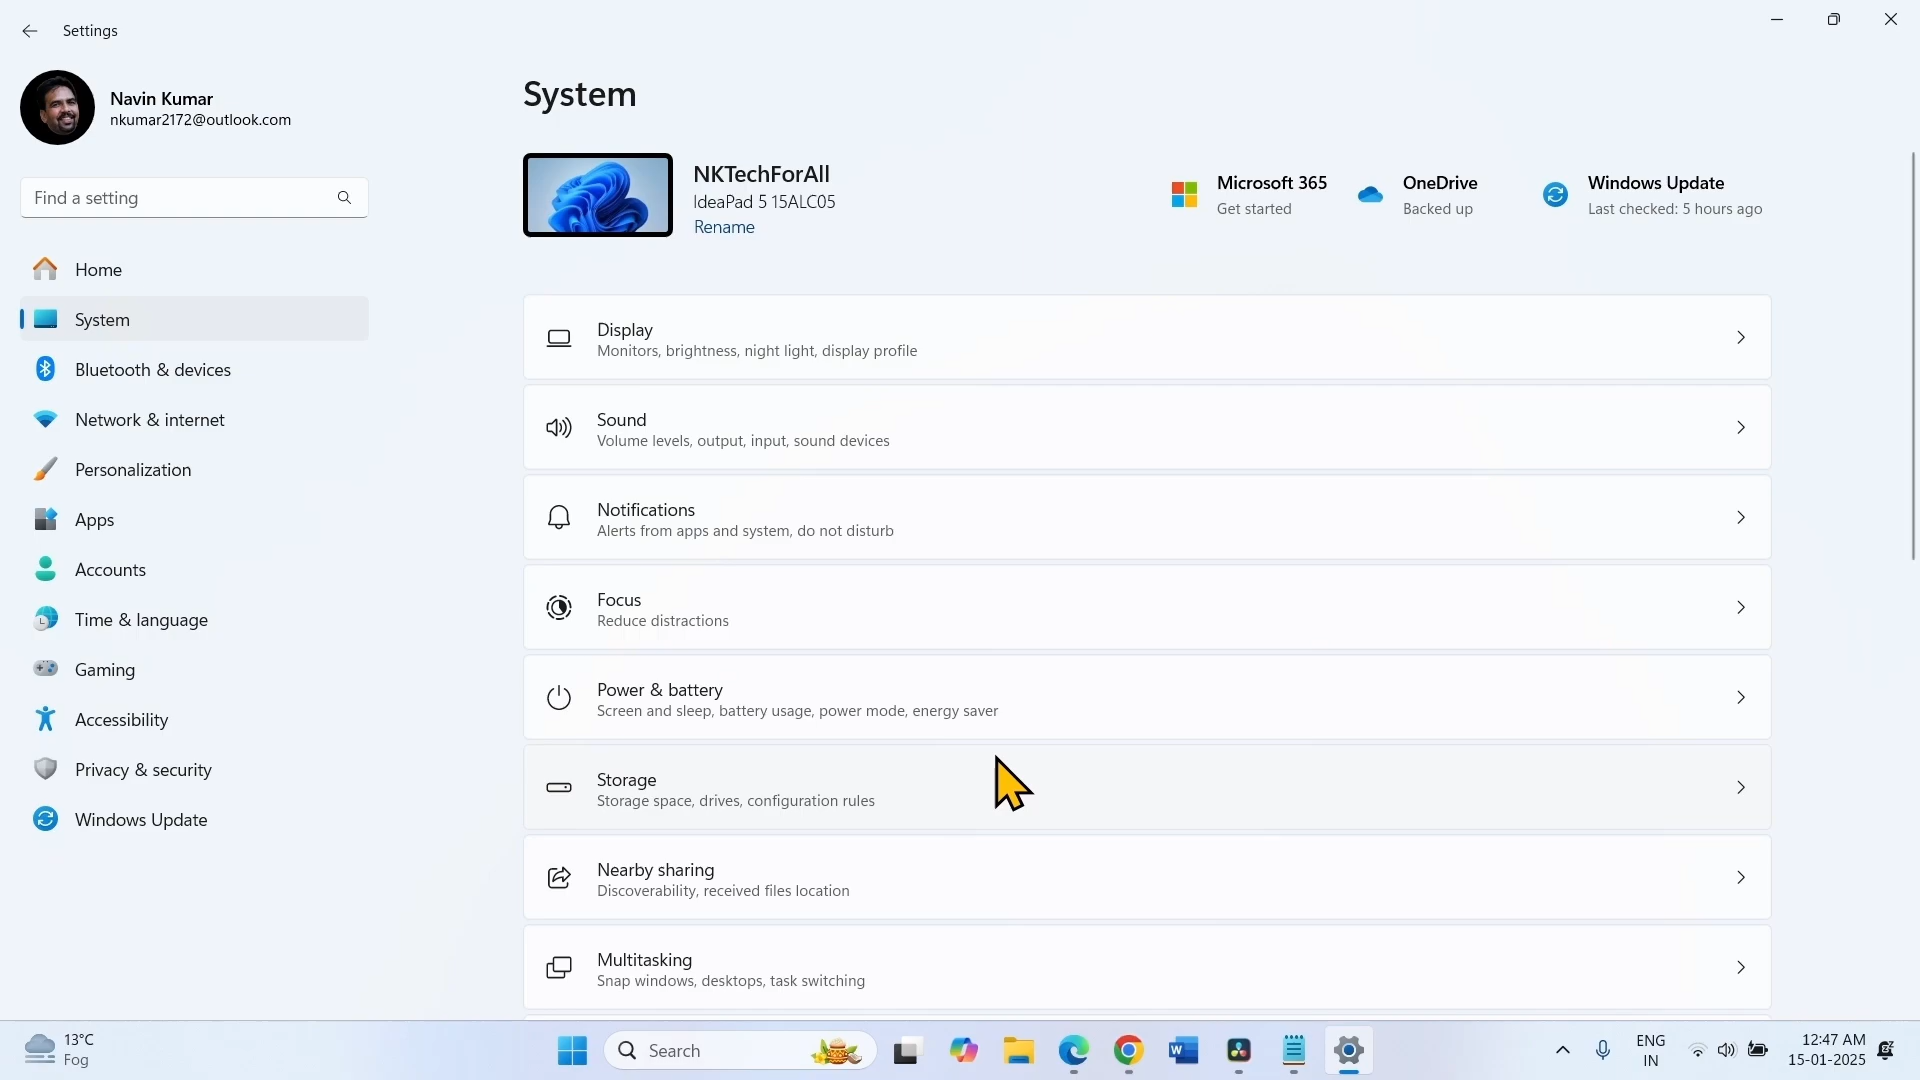 Settings
Navin Kumar
nkumar2172@outlook.com
Find a setting
Home
System
Bluetooth & devices
Network & internet
Personalization
Apps
Accounts
Time & language
Gaming
Accessibility
Privacy & security
Windows Update
System
NKTechForAll
IdeaPad 5 15ALC05
Rename
Microsoft 365
Get started
OneDrive
Backed up
Windows Update
Last checked: 5 hours ago
Display
Monitors, brightness, night light, display profile
Sound
Volume levels, output, input, sound devices
Notifications
Alerts from apps and system, do not disturb
Focus
Reduce distractions
Power & battery
Screen and sleep, battery usage, power mode, energy saver
Storage
Storage space, drives, configuration rules
Nearby sharing
Discoverability, received files location
Multitasking
Snap windows, desktops, task switching
13°C
Fog
Search
ENG
IN
12:47 AM
15-01-2025